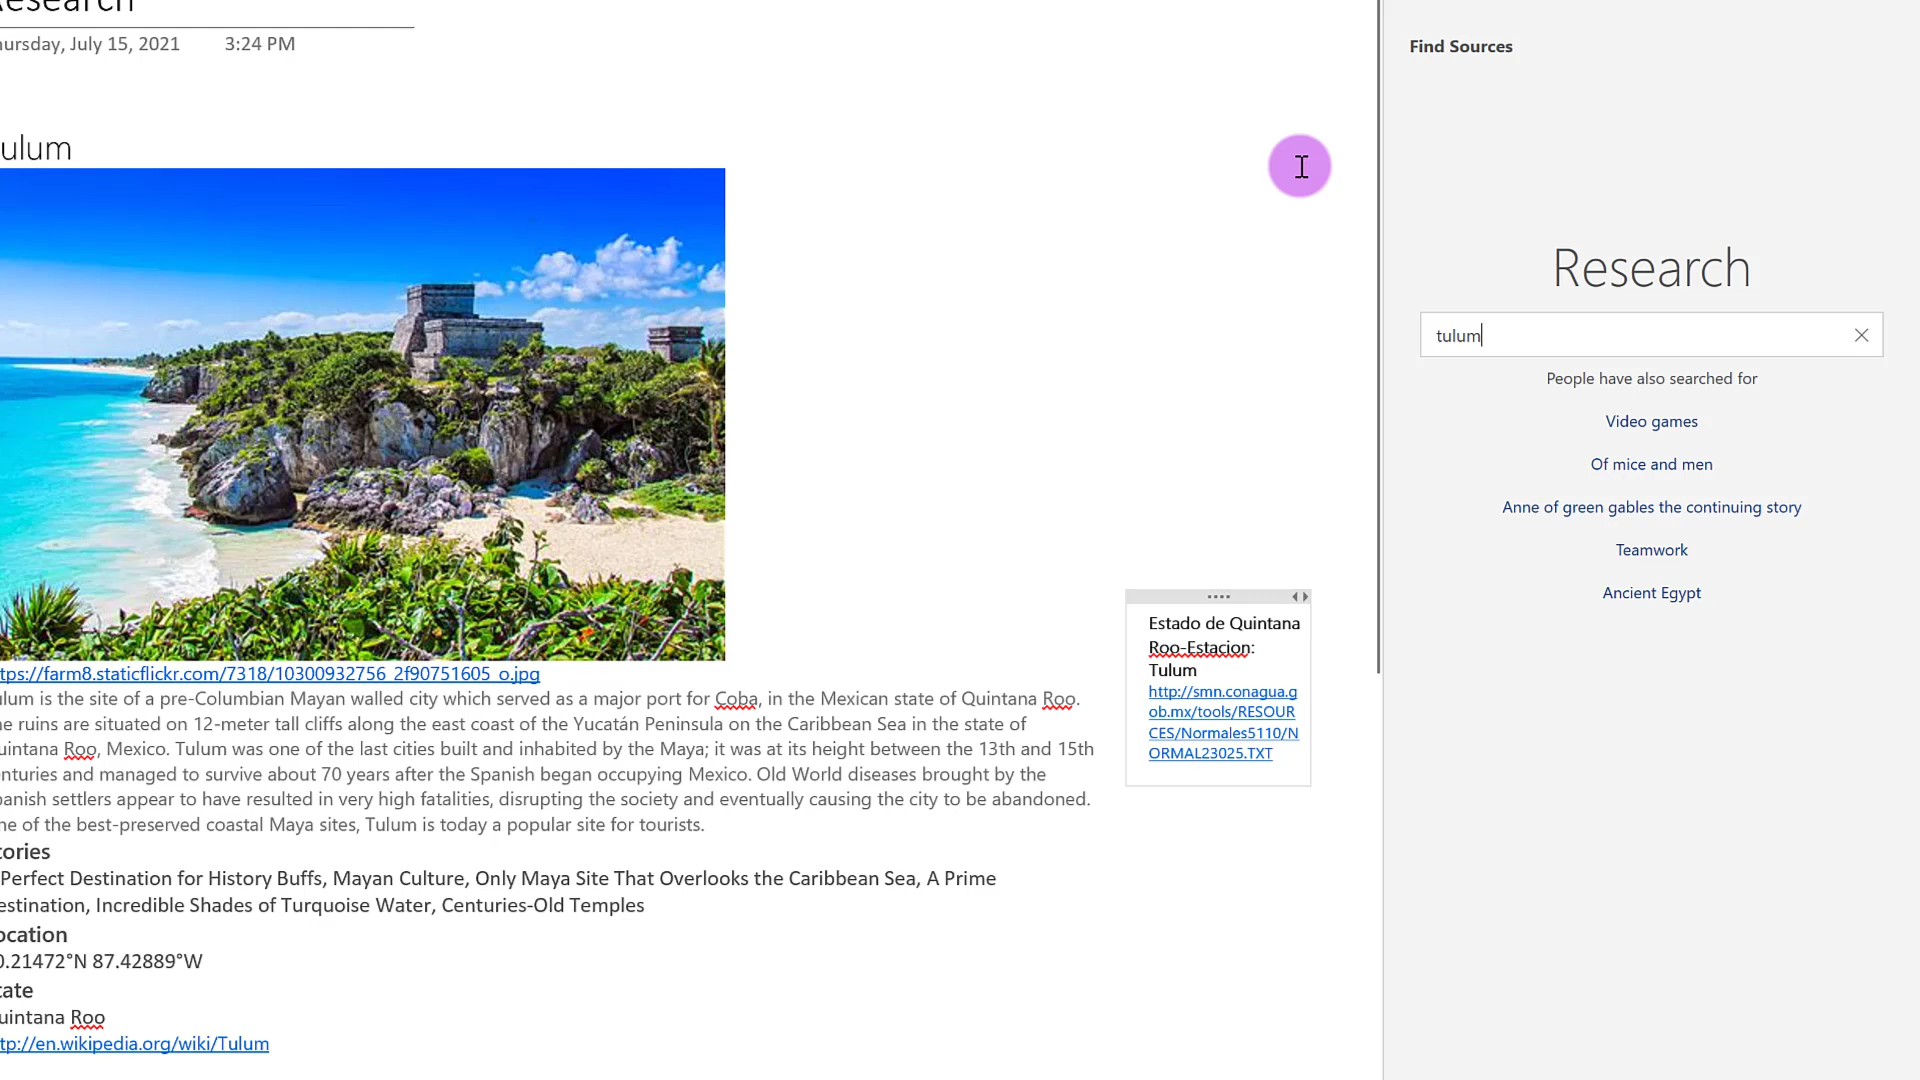 Research
hursday, July 15, 2021 3:24 PM
ulum
tps://farm8.staticflickr.com/7318/10300932756_2f90751605_o.jpg
ulum is the site of a pre-Columbian Mayan walled city which served as a major port for Coba, in the Mexican state of Quintana Roo.
he ruins are situated on 12-meter tall cliffs along the east coast of the Yucatán Peninsula on the Caribbean Sea in the state of
uintana Roo, Mexico. Tulum was one of the last cities built and inhabited by the Maya; it was at its height between the 13th and 15th
enturies and managed to survive about 70 years after the Spanish began occupying Mexico. Old World diseases brought by the
panish settlers appear to have resulted in very high fatalities, disrupting the society and eventually causing the city to be abandoned.
ne of the best-preserved coastal Maya sites, Tulum is today a popular site for tourists.
tories
Perfect Destination for History Buffs, Mayan Culture, Only Maya Site That Overlooks the Caribbean Sea, A Prime
estination, Incredible Shades of Turquoise Water, Centuries-Old Temples
ocation
0.21472°N 87.42889°W
tate
uintana Roo
tp://en.wikipedia.org/wiki/Tulum
Estado de Quintana
Roo-Estacion:
Tulum
http://smn.conagua.g
ob.mx/tools/RESOUR
CES/Normales5110/N
ORMAL23025.TXT
Find Sources
Research
tulum
People have also searched for
Video games
Of mice and men
Anne of green gables the continuing story
Teamwork
Ancient Egypt